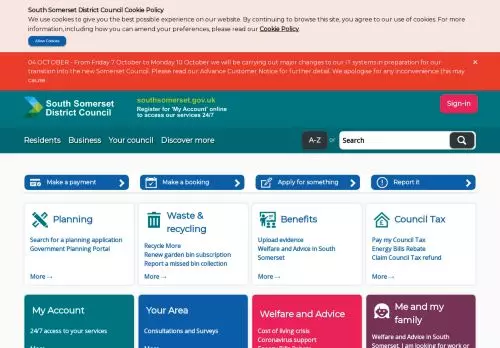 South Somerset District Council Cookie Policy
We use cookies to give you the best possible experience on our website. By continuing to browse this site, you agree to our use of cookies. For more
information, including how you can amend your preferences, please read our Cookie Policy.
Allow Cookies
04 OCTOBER - From Friday 7 October to Monday 10 October we will be carrying out major changes to our IT systems in preparation for our
transition into the new Somerset Council. Please read our Advance Customer Notice for further detail. We apologise for any inconvenience this may
cause.
South Somerset
District Council
southsomerset.gov.uk
Register for 'My Account' online
to access our services 24/7
Sign-in
Residents Business Your council Discover more
A-Z or Search
Make a payment
Make a booking
Apply for something
Report it
Planning
Search for a planning application
Government Planning Portal
More →
Waste &
recycling
Recycle More
Renew garden bin subscription
Report a missed bin collection
More →
Benefits
Upload evidence
Welfare and Advice in South
Somerset
More →
Council Tax
Pay my Council Tax
Energy Bills Rebate
Claim Council Tax refund
More →
My Account
24/7 access to your services
More
Your Area
Consultations and Surveys
More
Welfare and Advice
Cost of living crisis
Coronavirus support
Energy Bills Rebate
Me and my
family
Welfare and Advice in South
Somerset. I am looking for work or